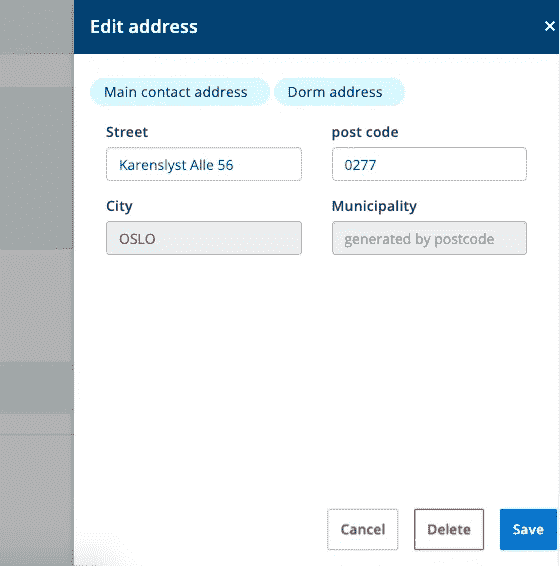 Edit address
Main contact address Dorm address
Street post code
Karenslyst Alle 56 0277
City Municipality
OSLO generated by postcode
Cancel Delete Save